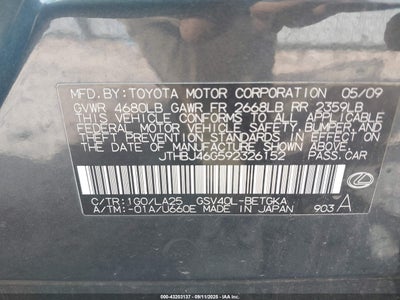 MFD.BY:TOYOTA MOTOR CORPORATION 05/09
GVWR 4680LB GAWR FR 2668LB RR 2359LB
THIS VEHICLE CONFORMS TO ALL APPLICABLE
FEDERAL MOTOR VEHICLE SAFETY, BUMPER, AND
THEFT PREVENTION STANDARDS IN EFFECT ON
THE DATE OF MANUFACTURE SHOWN ABOVE.
JTHBJ46G592326152 PASS.CAR
C/TR:1G0/LA25 GSV40L-BETGKA
A/TM:-01A/U660E MADE IN JAPAN 903 A
000-43203137 - 09/11/2025 - IAAI.COM